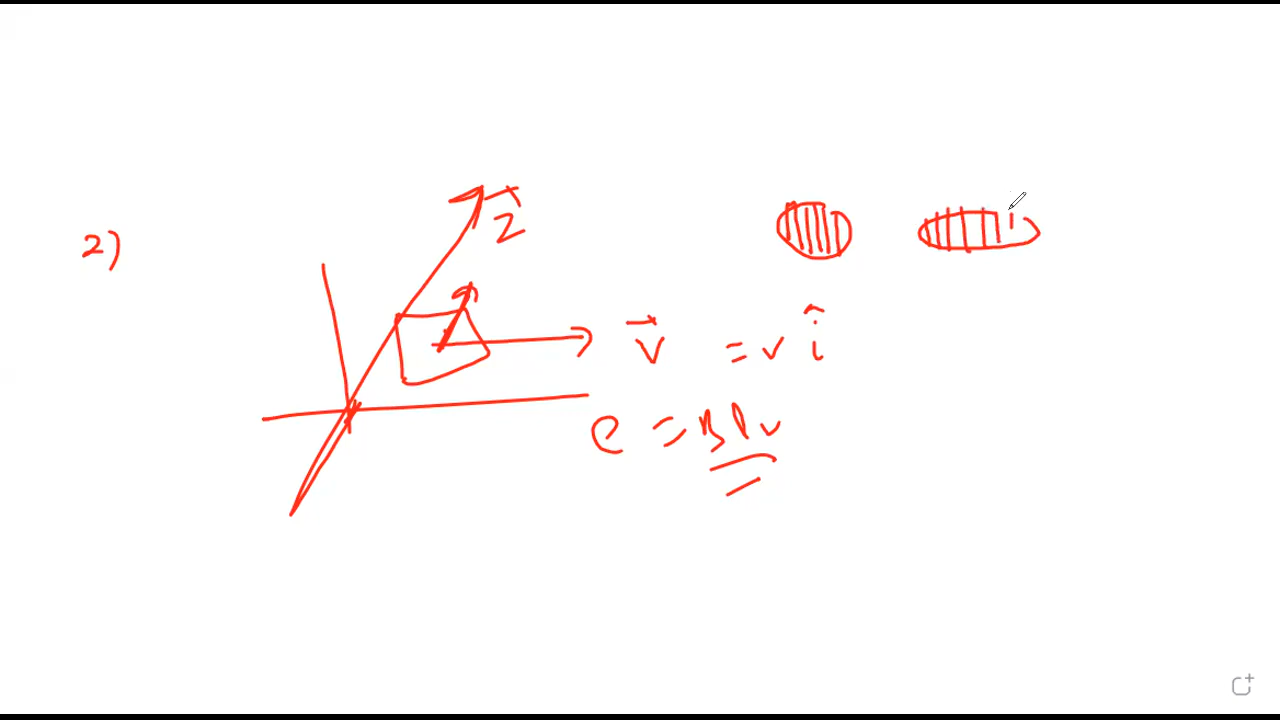 2)
Z⃗
v⃗ = v î
e = Blv